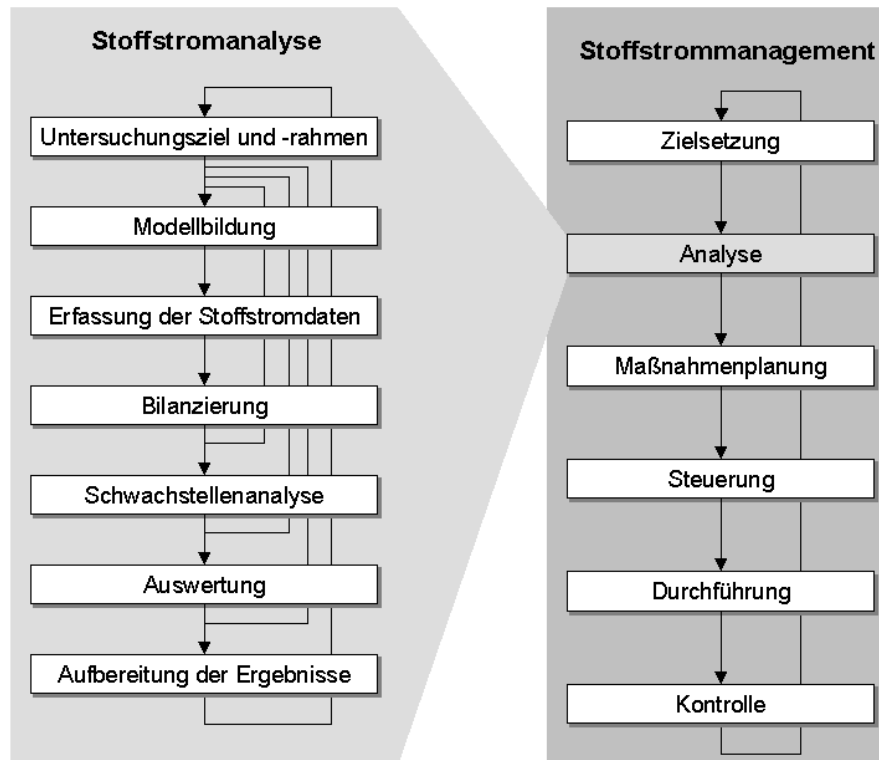 Stoffstromanalyse
Untersuchungsziel und -rahmen
Modellbildung
Erfassung der Stoffstromdaten
Bilanzierung
Schwachstellenanalyse
Auswertung
Aufbereitung der Ergebnisse
Stoffstrommanagement
Zielsetzung
Analyse
Maßnahmenplanung
Steuerung
Durchführung
Kontrolle